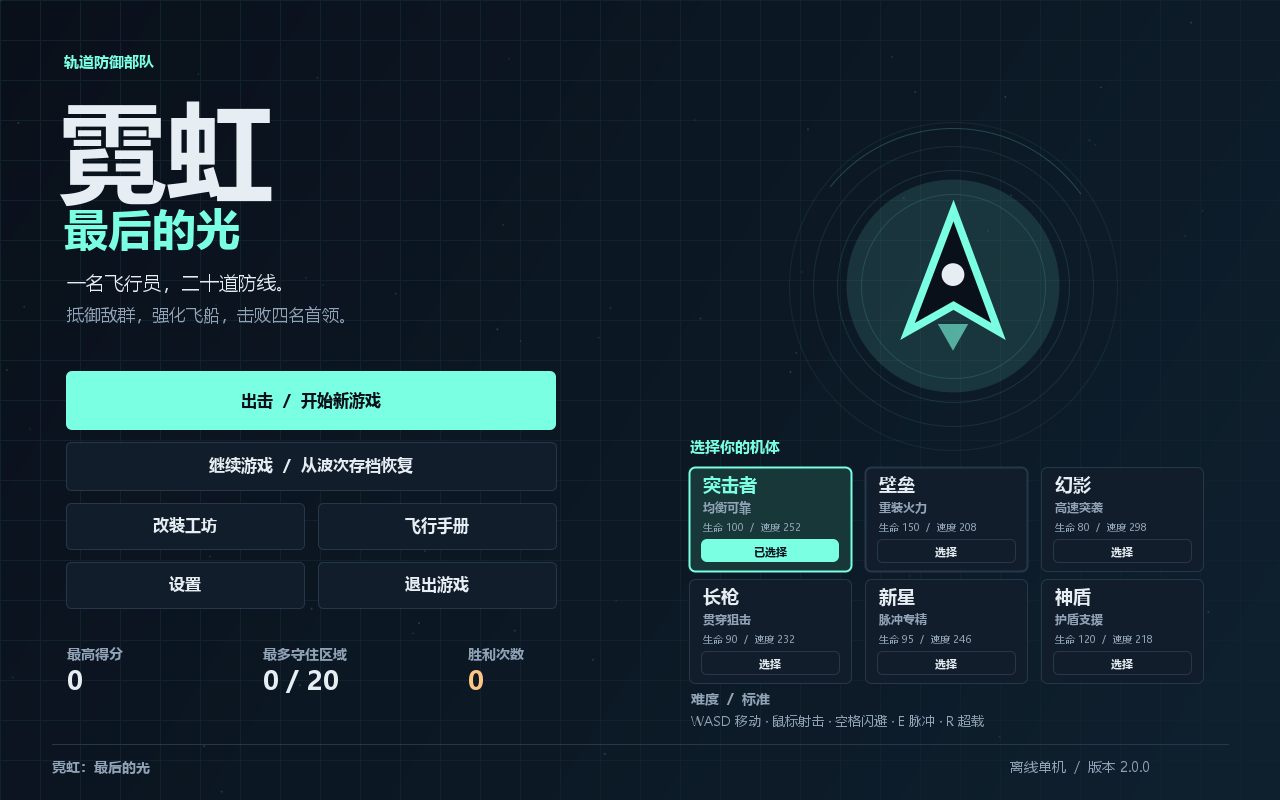 轨道防御部队
霓虹
最后的光
一名飞行员，二十道防线。
抵御敌群，强化飞船，击败四名首领。
出击 / 开始新游戏
继续游戏 / 从波次存档恢复
改装工坊
飞行手册
设置
退出游戏
最高得分
0
最多守住区域
0 / 20
胜利次数
0
选择你的机体
突击者
均衡可靠
生命 100 / 速度 252
已选择
壁垒
重装火力
生命 150 / 速度 208
选择
幻影
高速突袭
生命 80 / 速度 298
选择
长枪
贯穿狙击
生命 90 / 速度 232
选择
新星
脉冲专精
生命 95 / 速度 246
选择
神盾
护盾支援
生命 120 / 速度 218
选择
难度 / 标准
WASD 移动 · 鼠标射击 · 空格闪避 · E 脉冲 · R 超载
霓虹：最后的光
离线单机 / 版本 2.0.0